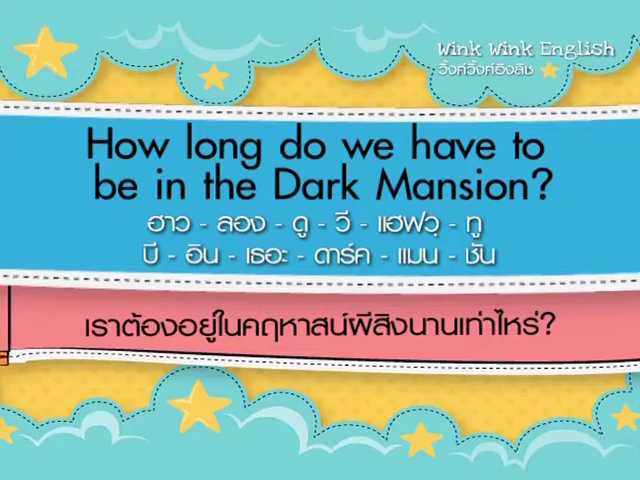 Wink Wink English
วิ้งค์วิ้งค์อิงลิช
How long do we have to
be in the Dark Mansion?
ฮาว - ลอง - ดู - วี - แฮฟวฺ - ทู
บี - อิน - เธอะ - ดาร์ค - แมน - ชัน
เราต้องอยู่ในคฤหาสน์ผีสิงนานเท่าไหร่?